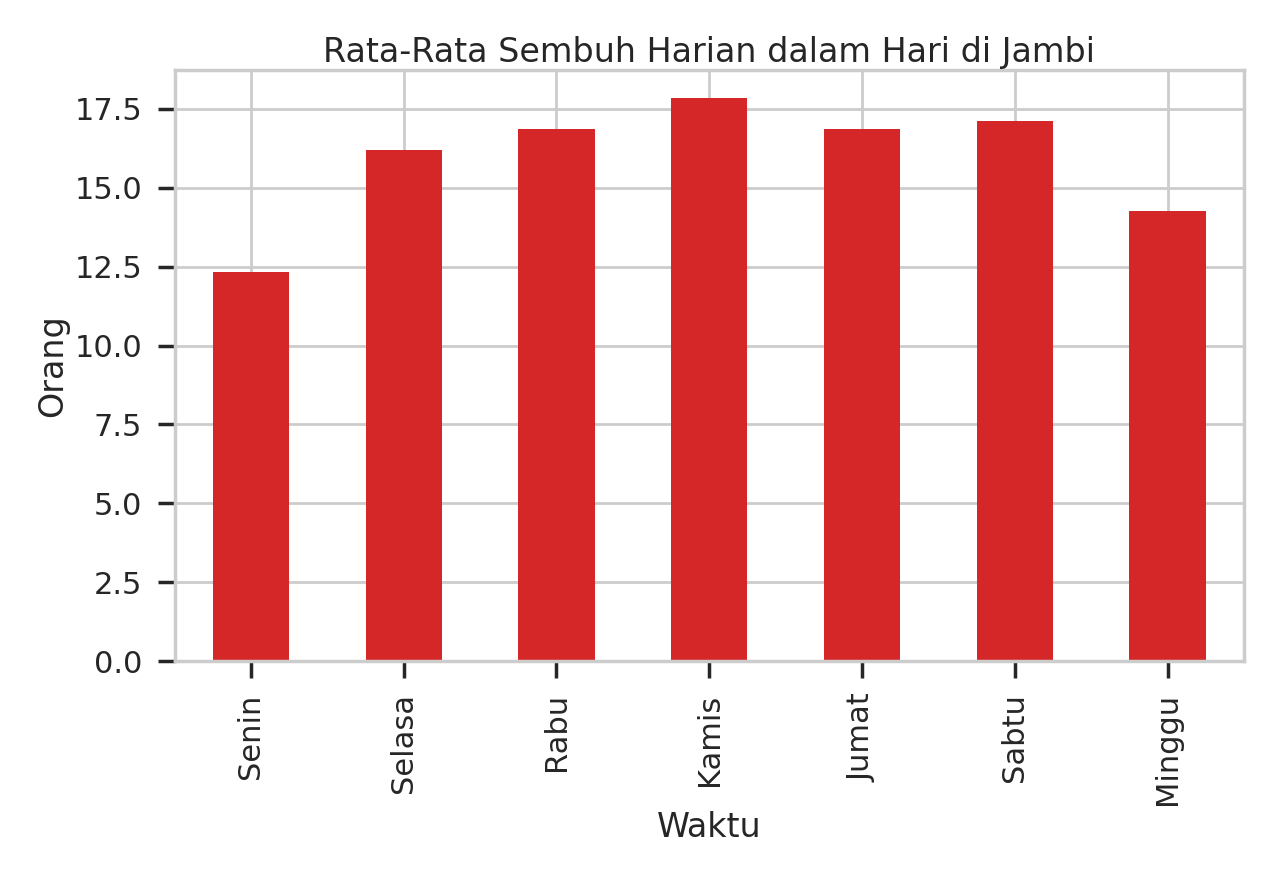 Rata-Rata Sembuh Harian dalam Hari di Jambi
17.5
15.0
12.5
10.0
7.5
5.0
2.5
0.0
Orang
Senin
Selasa
Rabu
Kamis
Jumat
Sabtu
Minggu
Waktu